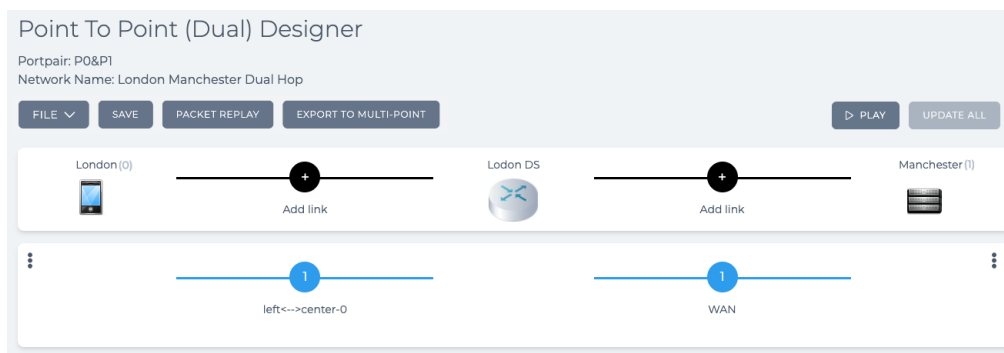 Point To Point (Dual) Designer
Portpair: P0&P1
Network Name: London Manchester Dual Hop
FILE SAVE PACKET REPLAY EXPORT TO MULTI-POINT PLAY UPDATE ALL
London(0) Lodon DS Manchester(1)
+ +
Add link Add link
1 1
left<-->center-0 WAN